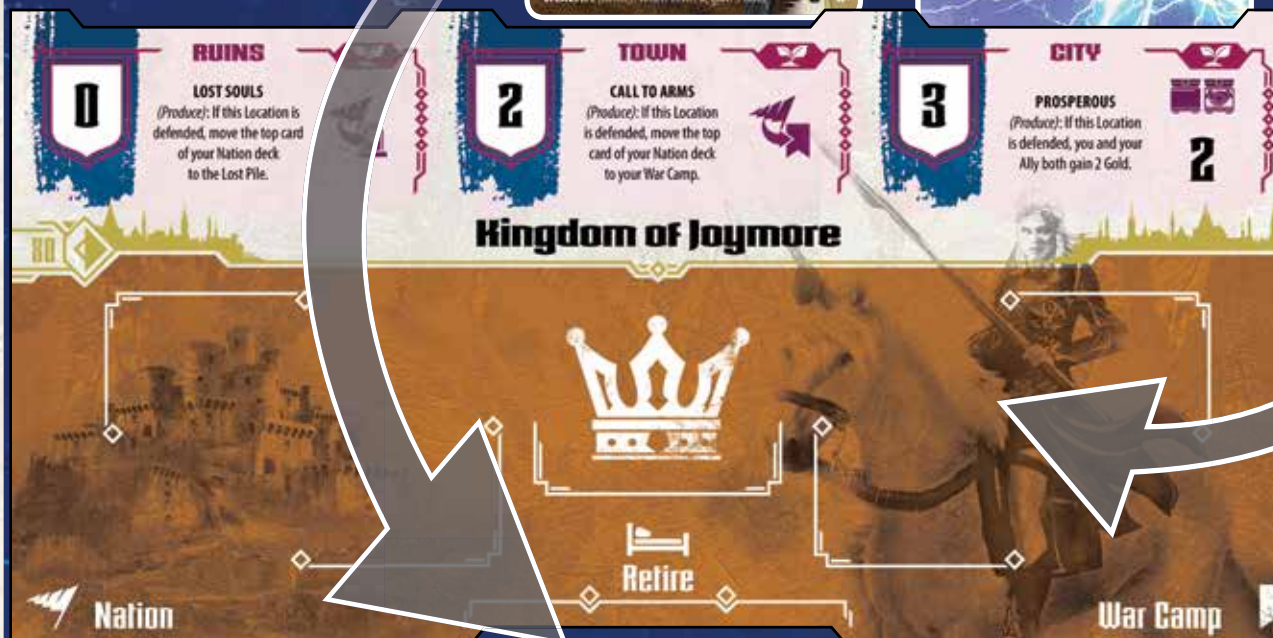 RUINS
0
LOST SOULS
(Produce): If this Location is
defended, move the top card
of your Nation deck
to the Lost Pile.
TOWN
2
CALL TO ARMS
(Produce): If this Location
is defended, move the top
card of your Nation deck
to your War Camp.
CITY
3
PROSPEROUS
(Produce): If this Location
is defended, you and your
Ally both gain 2 Gold.
2
Kingdom of Joymore
Retire
Nation
War Camp